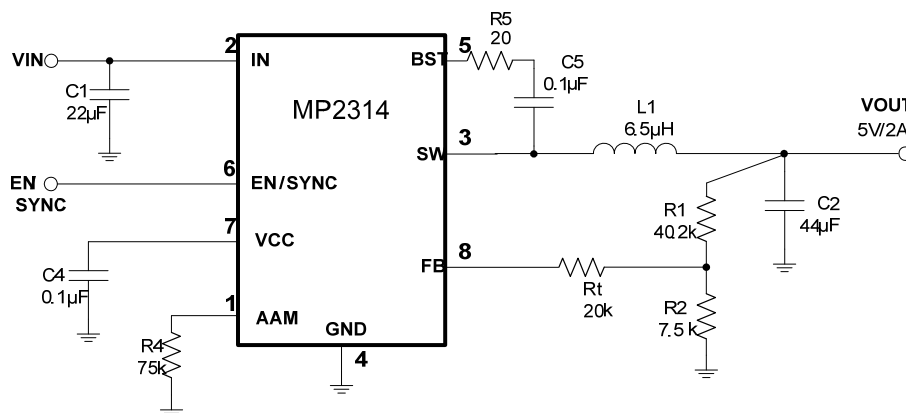 VIN
C1
22µF
2
IN
MP2314
BST
5
R5
20
C5
0.1µF
L1
6.5µH
VOUT
5V/2A
3
SW
EN
SYNC
6
EN/SYNC
R1
40.2k
C2
44µF
7
VCC
C4
0.1µF
8
FB
Rt
20k
R2
7.5k
1
AAM
R4
75k
GND
4